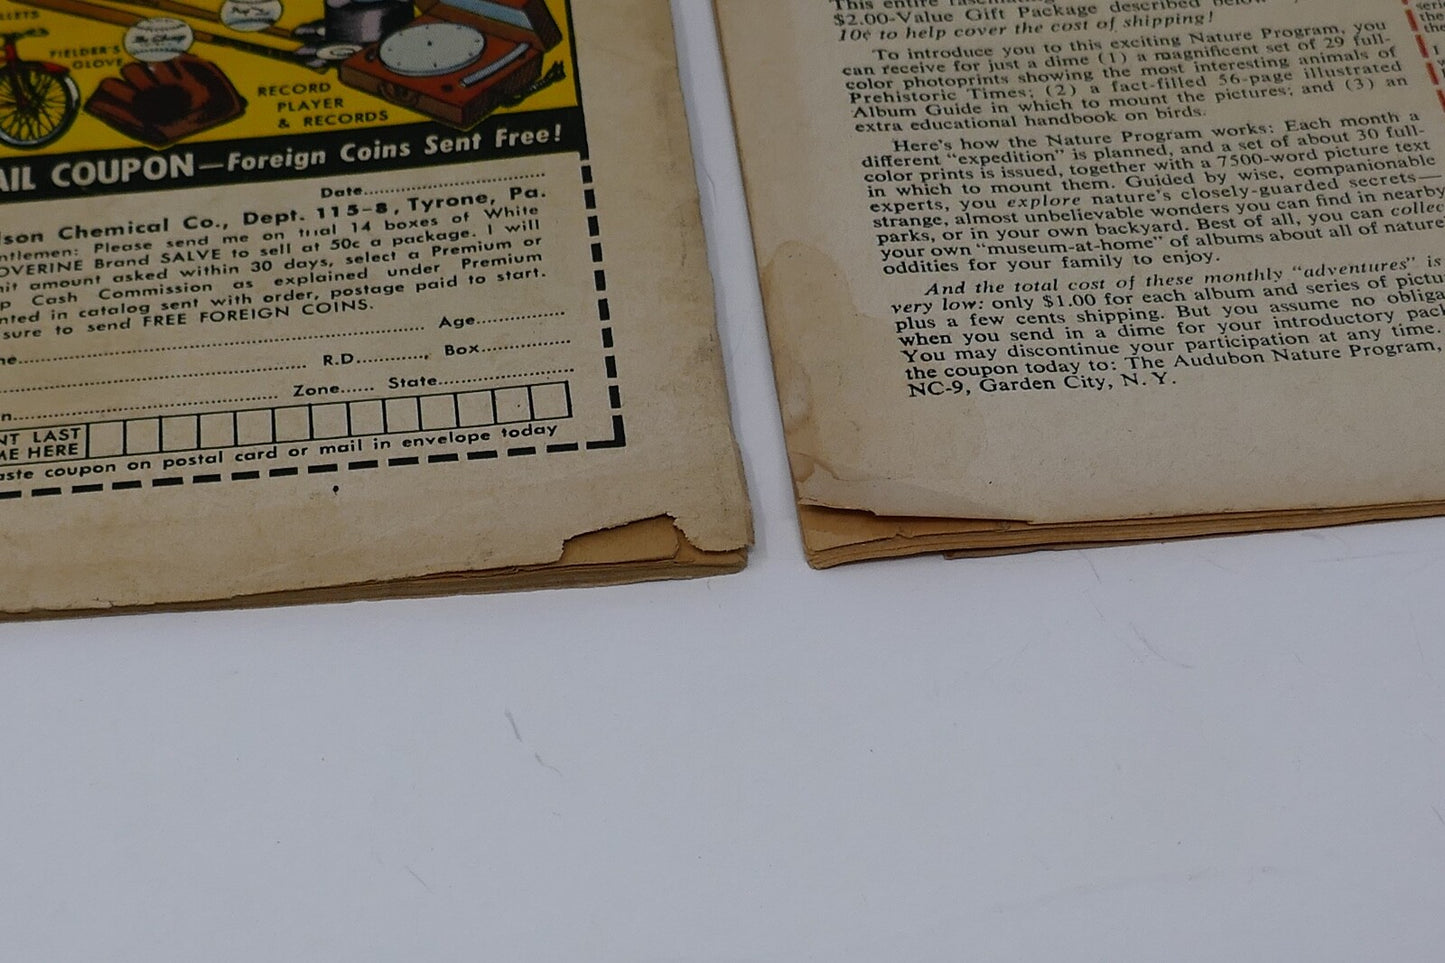 FIELDER'S
GLOVE
RECORD
PLAYER
& RECORDS
COUPON—Foreign Coins Sent Free!
Date
Chemical Co., Dept. 115-8, Tyrone, Pa.
Please send me on trial 14 boxes of White
Brand SALVE to sell at 50c a package. I will
amount asked within 30 days, select a Premium or
Cash Commission as explained under Premium
in catalog sent with order, postage paid to start.
sure to send FREE FOREIGN COINS.
Age
R.D. Box
Zone State
LAST
HERE
coupon on postal card or mail in envelope today
This entire
$2.00-Value Gift Package described
10¢ to help cover the cost of shipping!
To introduce you to this exciting Nature Program, you
can receive for just a dime (1) a magnificent set of 29 full-
color photoprints showing the most interesting animals of
Prehistoric Times; (2) a fact-filled 56-page illustrated
Album Guide in which to mount the pictures; and (3) an
extra educational handbook on birds.
Here's how the Nature Program works: Each month a
different "expedition" is planned, and a set of about 30 full-
color prints is issued, together with a 7500-word picture text
in which to mount them. Guided by wise, companionable
experts, you explore nature's closely-guarded secrets—
strange, almost unbelievable wonders you can find in nearby
parks, or in your own backyard. Best of all, you can collec
your own "museum-at-home" of albums about all of nature
oddities for your family to enjoy.
And the total cost of these monthly "adventures" is
very low: only $1.00 for each album and series of pictu
plus a few cents shipping. But you assume no obliga
when you send in a dime for your introductory pac
You may discontinue your participation at any time.
the coupon today to: The Audubon Nature Program,
NC-9, Garden City, N. Y.